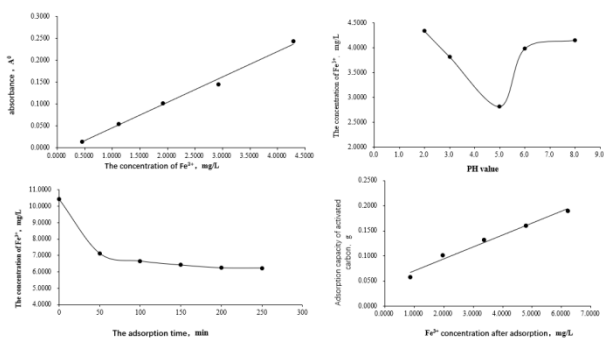 absorbance，A⁰
0.3000
0.2500
0.2000
0.1500
0.1000
0.0500
0.0000
0.0000 0.5000 1.0000 1.5000 2.0000 2.5000 3.0000 3.5000 4.0000 4.5000
The concentration of Fe²⁺，mg/L
The concentration of Fe²⁺, mg/L
4.5000
4.0000
3.5000
3.0000
2.5000
2.0000
0.0 1.0 2.0 3.0 4.0 5.0 6.0 7.0 8.0 9.0
PH value
The concentration of Fe²⁺, mg/L
11.0000
10.0000
9.0000
8.0000
7.0000
6.0000
5.0000
4.0000
0 50 100 150 200 250 300
The adsorption time，min
Adsorption capacity of activated
carbon，g
0.2500
0.2000
0.1500
0.1000
0.0500
0.0000
0.0000 1.0000 2.0000 3.0000 4.0000 5.0000 6.0000 7.0000
Fe²⁺ concentration after adsorption，mg/L